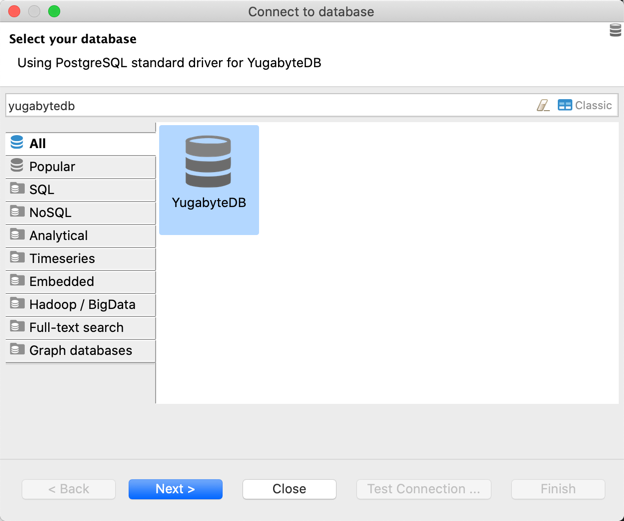 Connect to database
Select your database
Using PostgreSQL standard driver for YugabyteDB
yugabytedb
Classic
All
Popular
SQL
NoSQL
Analytical
Timeseries
Embedded
Hadoop / BigData
Full-text search
Graph databases
YugabyteDB
< Back
Next >
Close
Test Connection ...
Finish